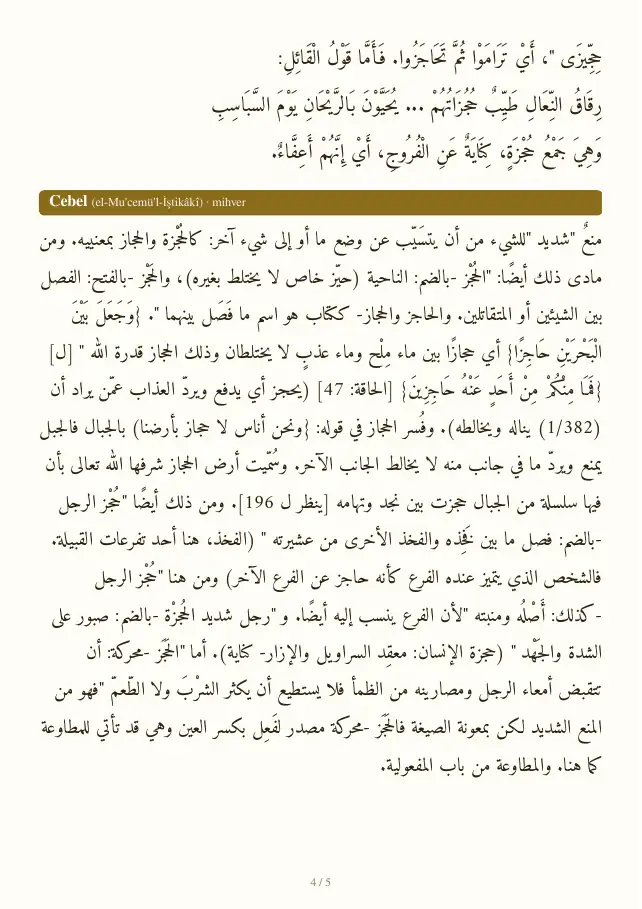 حِجِّيزَى "، أَيْ تَرَامَوْا ثُمَّ تَحَاجَزُوا. فَأَمَّا قَوْلُ الْقَائِلِ:
رِقَاقُ النِّعَالِ طَيِّبٌ حُجُزَاتُهُمْ ... يُحَيَّوْنَ بَالرَّيْحَانِ يَوْمَ السَّبَاسِبِ
وَهِيَ جَمْعُ حُجْزَةٍ، كِنَايَةٌ عَنِ الْفُرُوجِ، أَيْ إِنَّهُمْ أَعِفَّاءُ.
Cebel (el-Mu'cemü'l-İştikâkî) · mihver
منعٌ "شديد "للشيء من أن يتسَيّب عن وضع ما أو إلى شيء آخر: كالحُجْزة والحجاز بمعنييه. ومن
مادى ذلك أيضًا: "الحُجْز -بالضم: الناحية (حيّز خاص لا يختلط بغيره)، والحَجْز -بالفتح: الفصل
بين الشيئين أو المتقاتلين. والحاجز والحجاز- ككتاب هو اسم ما فَصَل بينهما ". {وَجَعَلَ بَيْنَ
الْبَحْرَيْنِ حَاجِزًا} أي حجازًا بين ماء مِلْح وماء عذبٍ لا يختلطان وذلك الحجاز قدرة الله " [ل]
{فَمَا مِنْكُمْ مِنْ أَحَدٍ عَنْهُ حَاجِزِينَ} [الحاقة: 47] (يحجز أي يدفع ويردّ العذاب عمّن يراد أن
(1/382) يناله ويخالطه). وفُسر الحجاز في قوله: {ونحن أناس لا حجاز بأرضنا) بالجبال فالجبل
يمنع ويردّ ما في جانب منه لا يخالط الجانب الآخر. وسُمّيت أرض الحجاز شرفها الله تعالى بأن
فيها سلسلة من الجبال حجزت بين نجد وتهامه [ينظر ل 196]. ومن ذلك أيضًا "حُجْز الرجل
-بالضم: فصل ما بين فَخِذه والفخذ الأخرى من عشيرته " (الفخذ، هنا أحد تفرعات القبيلة.
فالشخص الذي يتميز عنده الفرع كأنه حاجز عن الفرع الآخر) ومن هنا "حُجْز الرجل
-كذلك: أَصْلُه ومنبته "لأن الفرع ينسب إليه أيضًا. و "رجل شديد الحُجزْة -بالضم: صبور على
الشدة والجَهْد " (حجزة الإنسان: معقِد السراويل والإزار- كناية). أما "الحَجَز -محركة: أن
تتقبض أمعاء الرجل ومصارينه من الظمأ فلا يستطيع أن يكثر الشرْبَ ولا الطّعمّ "فهو من
المنع الشديد لكن بمعونة الصيغة فالحَجَز -محركة مصدر لفَعِل بكسر العين وهي قد تأتي للمطاوعة
كما هنا. والمطاوعة من باب المفعولية.
4 / 5